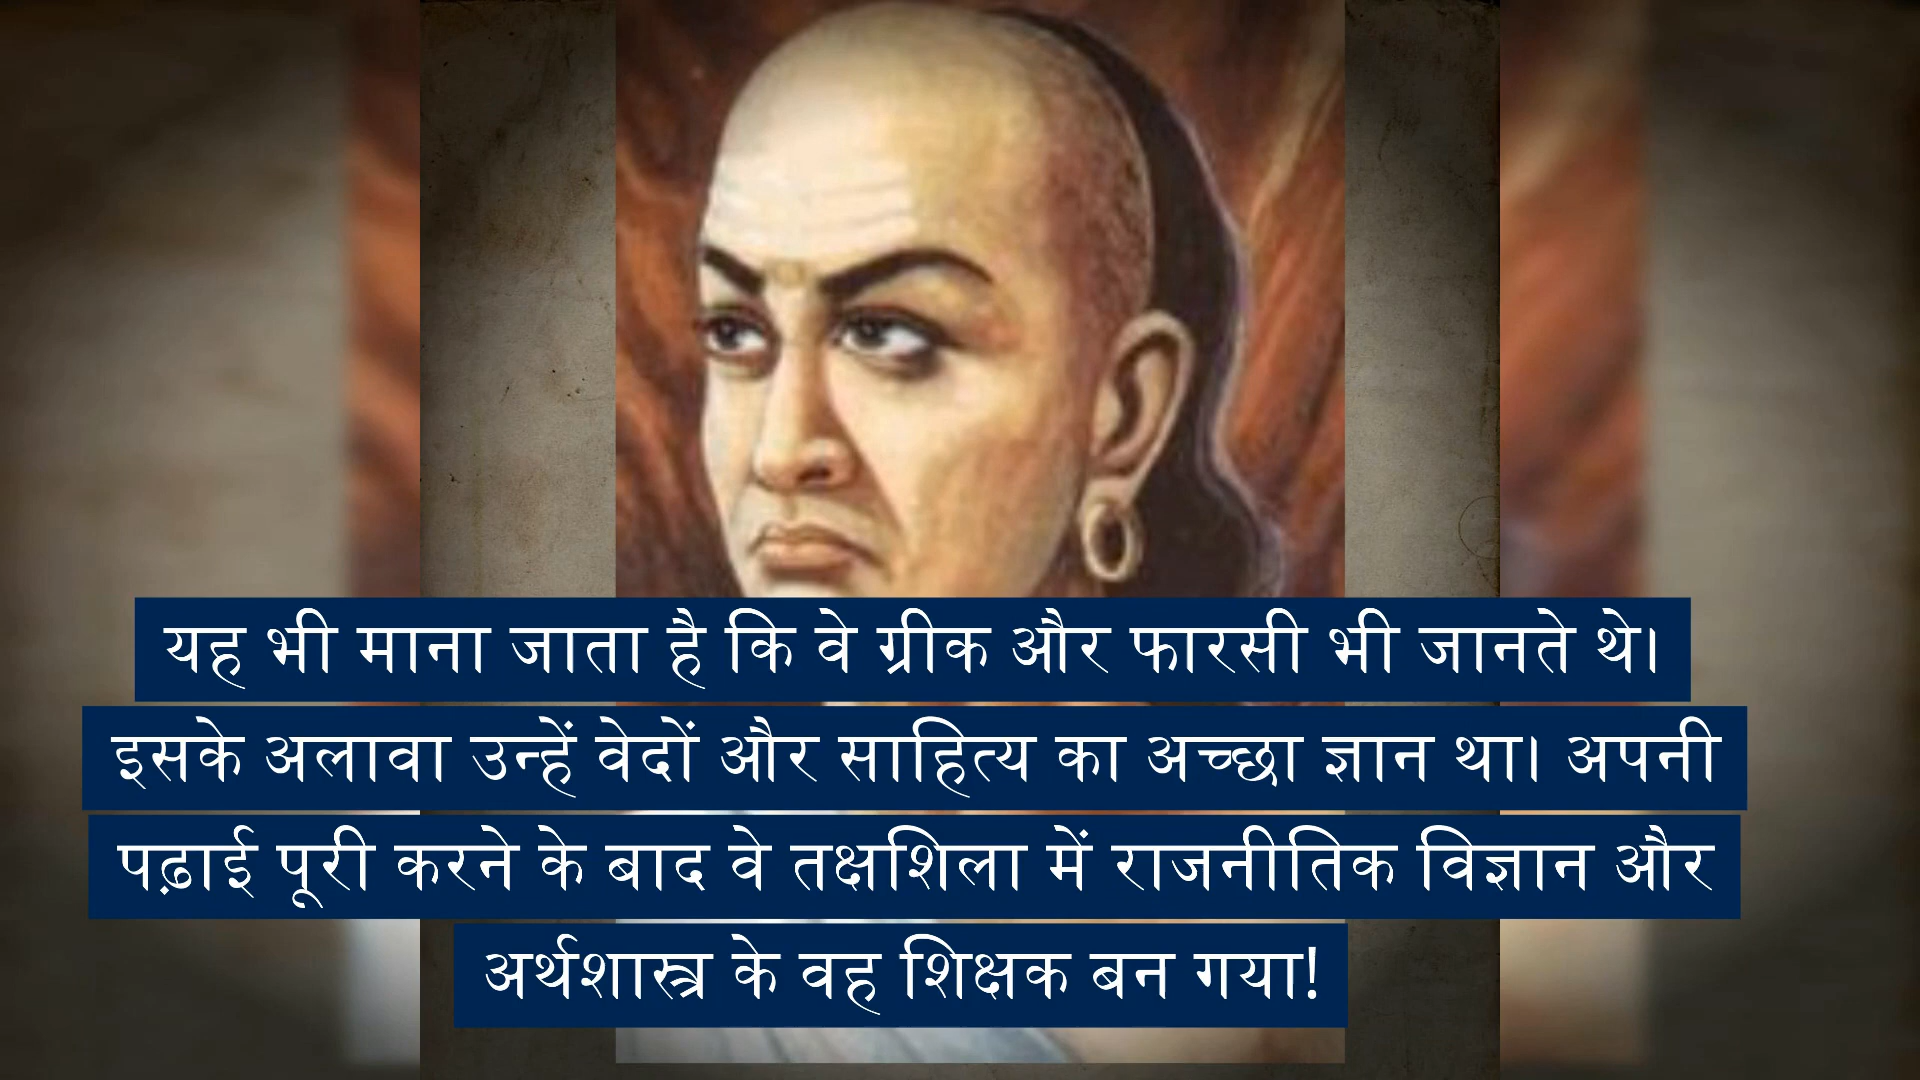 यह भी माना जाता है कि वे ग्रीक और फारसी भी जानते थे।
इसके अलावा उन्हें वेदों और साहित्य का अच्छा ज्ञान था। अपनी
पढ़ाई पूरी करने के बाद वे तक्षशिला में राजनीतिक विज्ञान और
अर्थशास्त्र के वह शिक्षक बन गया!